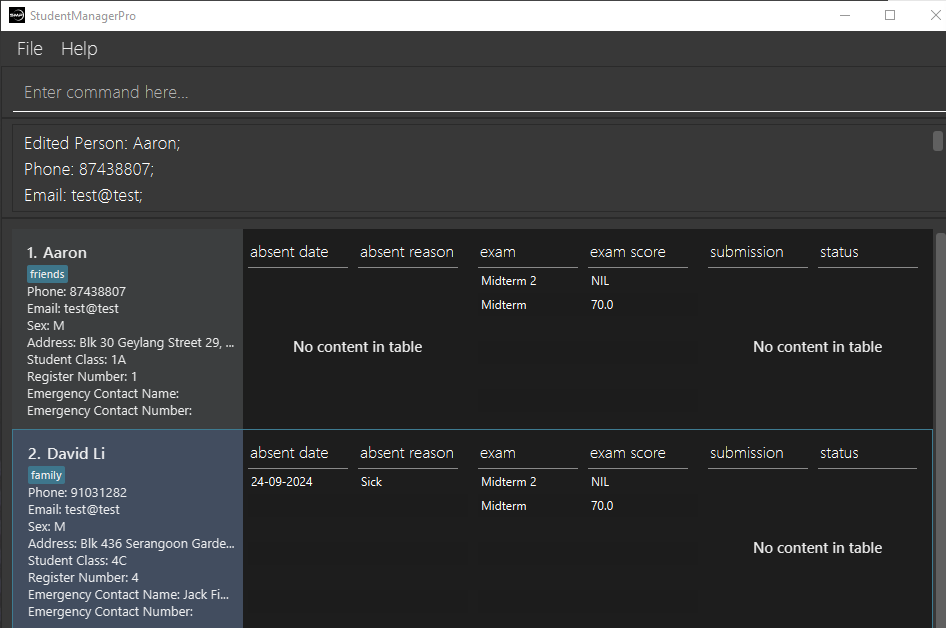 SMP StudentManagerPro
File Help
Enter command here...
Edited Person: Aaron;
Phone: 87438807;
Email: test@test;
1. Aaron
friends
Phone: 87438807
Email: test@test
Sex: M
Address: Blk 30 Geylang Street 29, ...
Student Class: 1A
Register Number: 1
Emergency Contact Name:
Emergency Contact Number:
absent date absent reason exam exam score submission status
Midterm 2 NIL
Midterm 70.0
No content in table No content in table
2. David Li
family
Phone: 91031282
Email: test@test
Sex: M
Address: Blk 436 Serangoon Garde...
Student Class: 4C
Register Number: 4
Emergency Contact Name: Jack Fi...
Emergency Contact Number:
absent date absent reason exam exam score submission status
24-09-2024 Sick Midterm 2 NIL
Midterm 70.0
No content in table